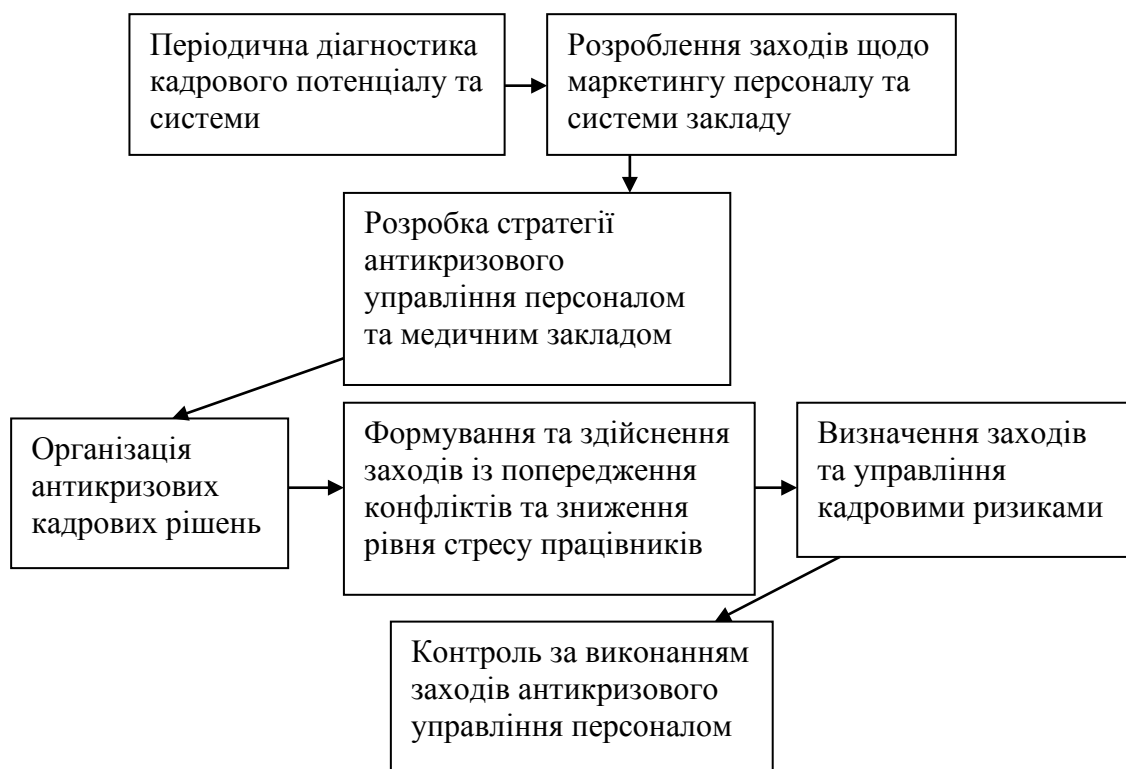 Періодична діагностика
кадрового потенціалу та
системи
Розроблення заходів щодо
маркетингу персоналу та
системи закладу
Розробка стратегії
антикризового
управління персоналом
та медичним закладом
Організація
антикризових
кадрових рішень
Формування та здійснення
заходів із попередження
конфліктів та зниження
рівня стресу працівників
Визначення заходів
та управління
кадровими ризиками
Контроль за виконанням
заходів антикризового
управління персоналом